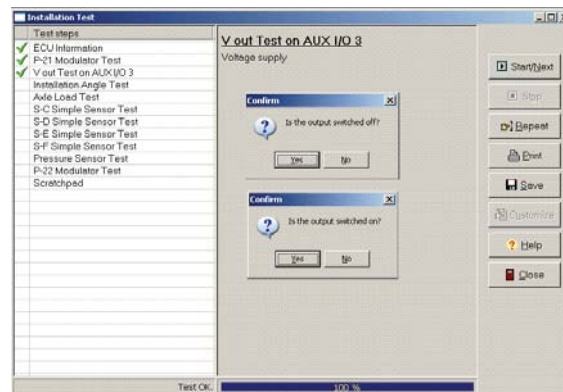 Installation Test
Test steps
ECU Information
P-21 Modulator Test
V out Test on AUX I/O 3
Installation Angle Test
Axle Load Test
S-C Simple Sensor Test
S-D Simple Sensor Test
S-E Simple Sensor Test
S-F Simple Sensor Test
Pressure Sensor Test
P-22 Modulator Test
Scratchpad
V out Test on AUX I/O 3
Voltage supply
Confirm
Is the output switched off?
Yes No
Confirm
Is the output switched on?
Yes No
Start/Next
Stop
Repeat
Print
Save
Customize
Help
Close
Test OK.
100 %